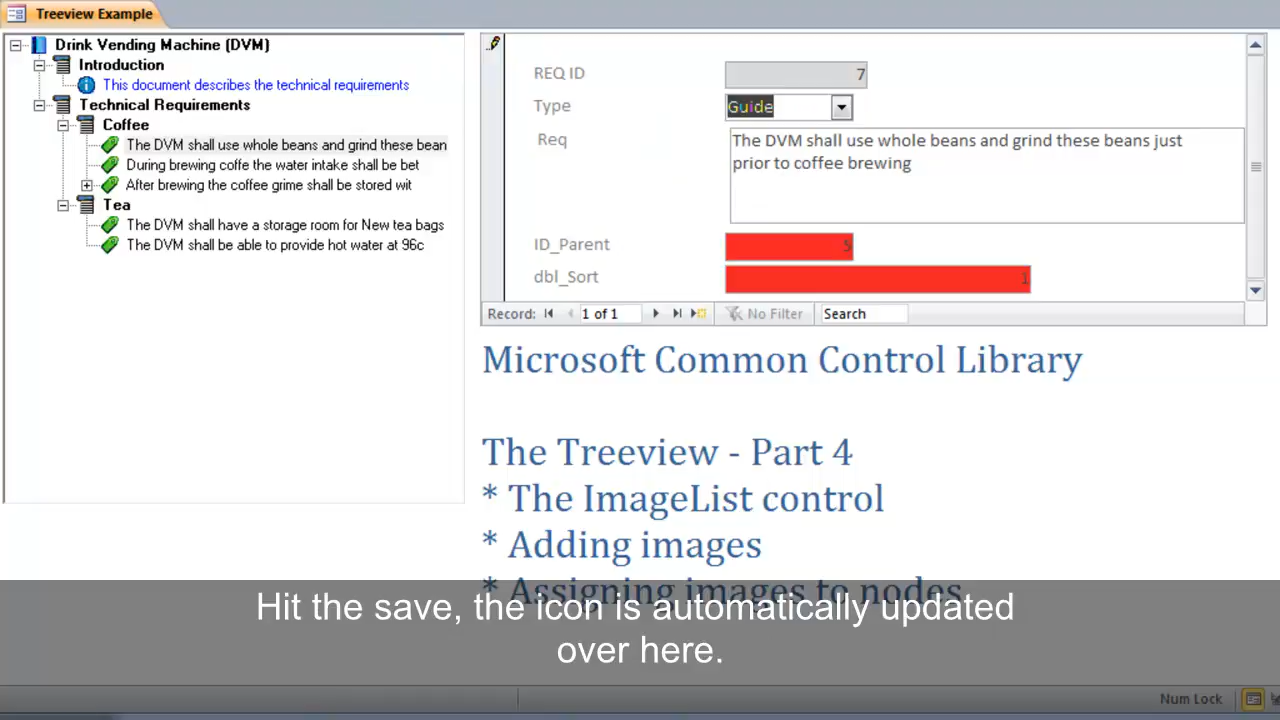 Treeview Example
Drink Vending Machine (DVM)
Introduction
This document describes the technical requirements
Technical Requirements
Coffee
The DVM shall use whole beans and grind these bean
During brewing coffe the water intake shall be bet
After brewing the coffee grime shall be stored wit
Tea
The DVM shall have a storage room for New tea bags
The DVM shall be able to provide hot water at 96c
REQ ID 7
Type Guide
Req The DVM shall use whole beans and grind these beans just
prior to coffee brewing
ID_Parent 5
dbl_Sort 1
Record: 1 of 1 No Filter Search
Microsoft Common Control Library
The Treeview - Part 4
* The ImageList control
* Adding images
* Assigning images to nodes
Hit the save, the icon is automatically updated
over here.
Num Lock